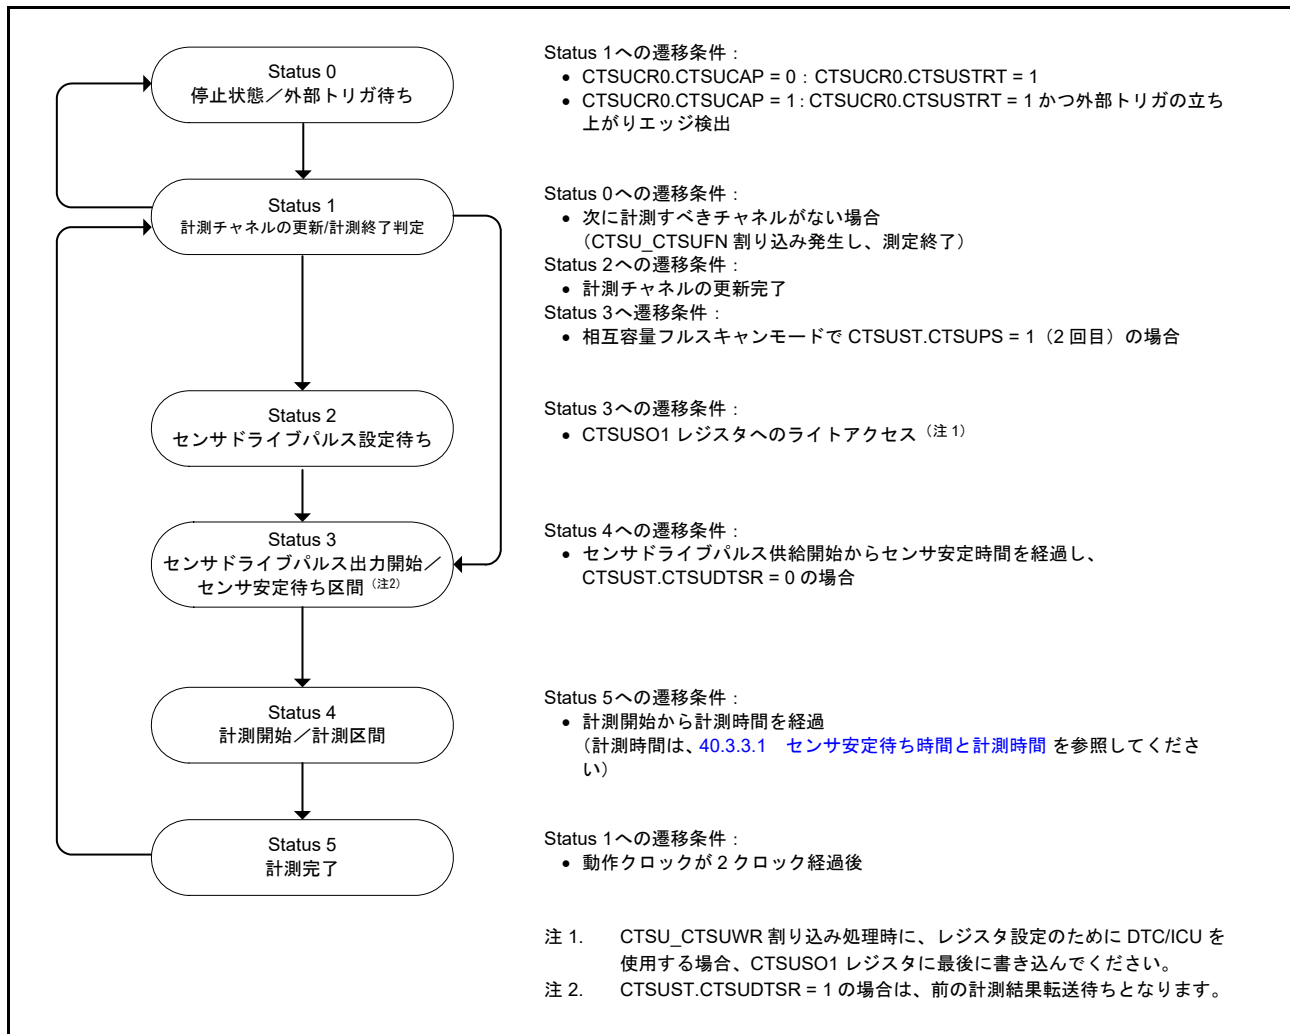 Status 0
停止状態／外部トリガ待ち
Status 1への遷移条件：
• CTSUCR0.CTSUCAP = 0：CTSUCR0.CTSUSTRT = 1
• CTSUCR0.CTSUCAP = 1：CTSUCR0.CTSUSTRT = 1 かつ外部トリガの立ち
上がりエッジ検出
Status 1
計測チャネルの更新/計測終了判定
Status 0への遷移条件：
• 次に計測すべきチャネルがない場合
（CTSU_CTSUFN 割り込み発生し、測定終了）
Status 2への遷移条件：
• 計測チャネルの更新完了
Status 3へ遷移条件：
• 相互容量フルスキャンモードで CTSUST.CTSUPS = 1（2 回目）の場合
Status 2
センサドライブパルス設定待ち
Status 3への遷移条件：
• CTSUSO1 レジスタへのライトアクセス（注 1）
Status 3
センサドライブパルス出力開始／
センサ安定待ち区間（注2）
Status 4への遷移条件：
• センサドライブパルス供給開始からセンサ安定時間を経過し、
CTSUST.CTSUDTSR = 0 の場合
Status 4
計測開始／計測区間
Status 5への遷移条件：
• 計測開始から計測時間を経過
（計測時間は、40.3.3.1　センサ安定待ち時間と計測時間 を参照してくださ
い）
Status 5
計測完了
Status 1への遷移条件：
• 動作クロックが 2 クロック経過後
注 1. CTSU_CTSUWR 割り込み処理時に、レジスタ設定のために DTC/ICU を
使用する場合、CTSUSO1 レジスタに最後に書き込んでください。
注 2. CTSUST.CTSUDTSR = 1 の場合は、前の計測結果転送待ちとなります。